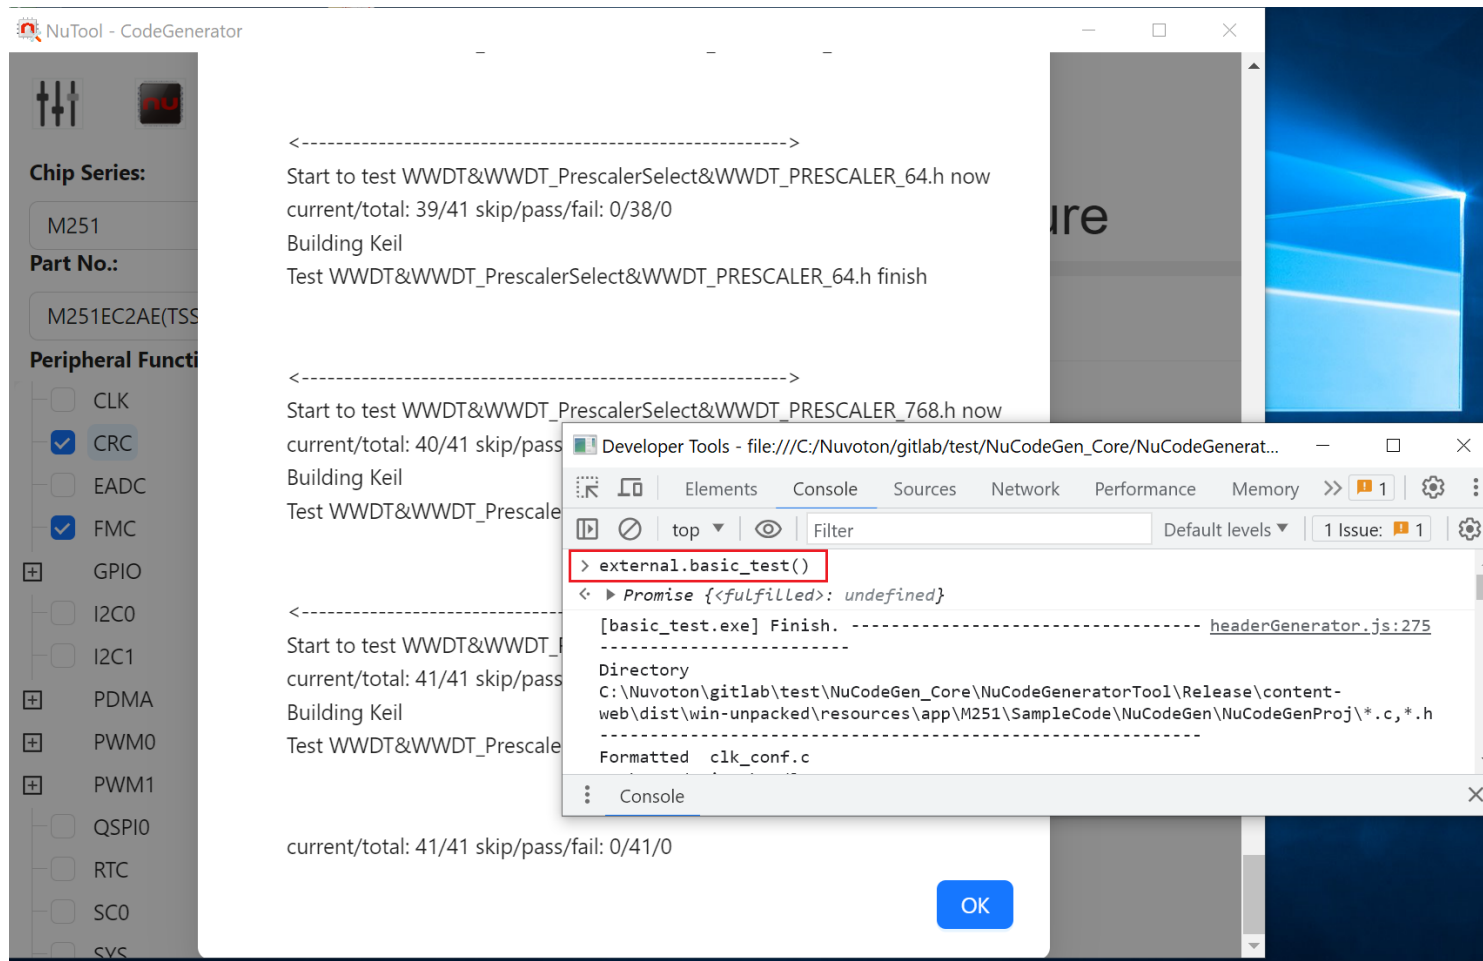 NuTool - CodeGenerator
Chip Series:
M251
Part No.:
M251EC2AE(TSS
Peripheral Functi
CLK
CRC
EADC
FMC
GPIO
I2C0
I2C1
PDMA
PWM0
PWM1
QSPI0
RTC
SC0
SYS
ure
<--------------------------------------------------------->
Start to test WWDT&WWDT_PrescalerSelect&WWDT_PRESCALER_64.h now
current/total: 39/41 skip/pass/fail: 0/38/0
Building Keil
Test WWDT&WWDT_PrescalerSelect&WWDT_PRESCALER_64.h finish
<--------------------------------------------------------->
Start to test WWDT&WWDT_PrescalerSelect&WWDT_PRESCALER_768.h now
current/total: 40/41 skip/pass
Building Keil
Test WWDT&WWDT_Prescale
<-------------------------------
Start to test WWDT&WWDT_
current/total: 41/41 skip/pass
Building Keil
Test WWDT&WWDT_Prescale
current/total: 41/41 skip/pass/fail: 0/41/0
OK
Developer Tools - file:///C:/Nuvoton/gitlab/test/NuCodeGen_Core/NuCodeGenerat...
Elements Console Sources Network Performance Memory >> 1
top Filter Default levels 1 Issue: 1
> external.basic_test()
Promise {<fulfilled>: undefined}
[basic_test.exe] Finish. ----------------------------------- headerGenerator.js:275
-------------------------
Directory
C:\Nuvoton\gitlab\test\NuCodeGen_Core\NuCodeGeneratorTool\Release\content-
web\dist\win-unpacked\resources\app\M251\SampleCode\NuCodeGen\NuCodeGenProj\*.c,*.h
------------------------------------------------------------
Formatted clk_conf.c
Console